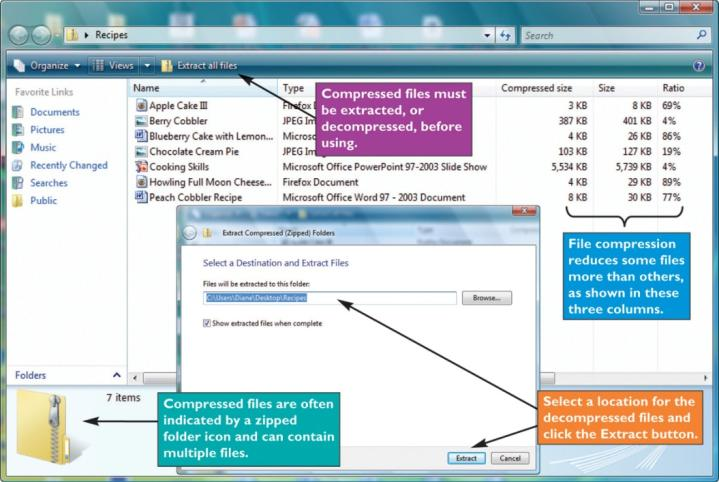 Recipes
Search
Organize
Views
Extract all files
Favorite Links
Documents
Pictures
Music
Recently Changed
Searches
Public
Folders
Name Type Compressed size Size Ratio
Apple Cake III Firefox 3 KB 8 KB 69%
Berry Cobbler JPEG 387 KB 401 KB 4%
Blueberry Cake with Lemon... 4 KB 26 KB 86%
Chocolate Cream Pie JPEG 103 KB 127 KB 19%
Cooking Skills Microsoft Office PowerPoint 97-2003 Slide Show 5,534 KB 5,739 KB 4%
Howling Full Moon Cheese... Firefox Document 4 KB 29 KB 89%
Peach Cobbler Recipe Microsoft Office Word 97 - 2003 Document 8 KB 30 KB 77%
Compressed files must
be extracted, or
decompressed, before
using.
File compression
reduces some files
more than others,
as shown in these
three columns.
Extract Compressed (Zipped) Folders
Select a Destination and Extract Files
Files will be extracted to this folder:
C:\Users\Diane\Desktop\Recipes
Browse...
Show extracted files when complete
Extract
Cancel
7 items
Compressed files are often
indicated by a zipped
folder icon and can contain
multiple files.
Select a location for the
decompressed files and
click the Extract button.